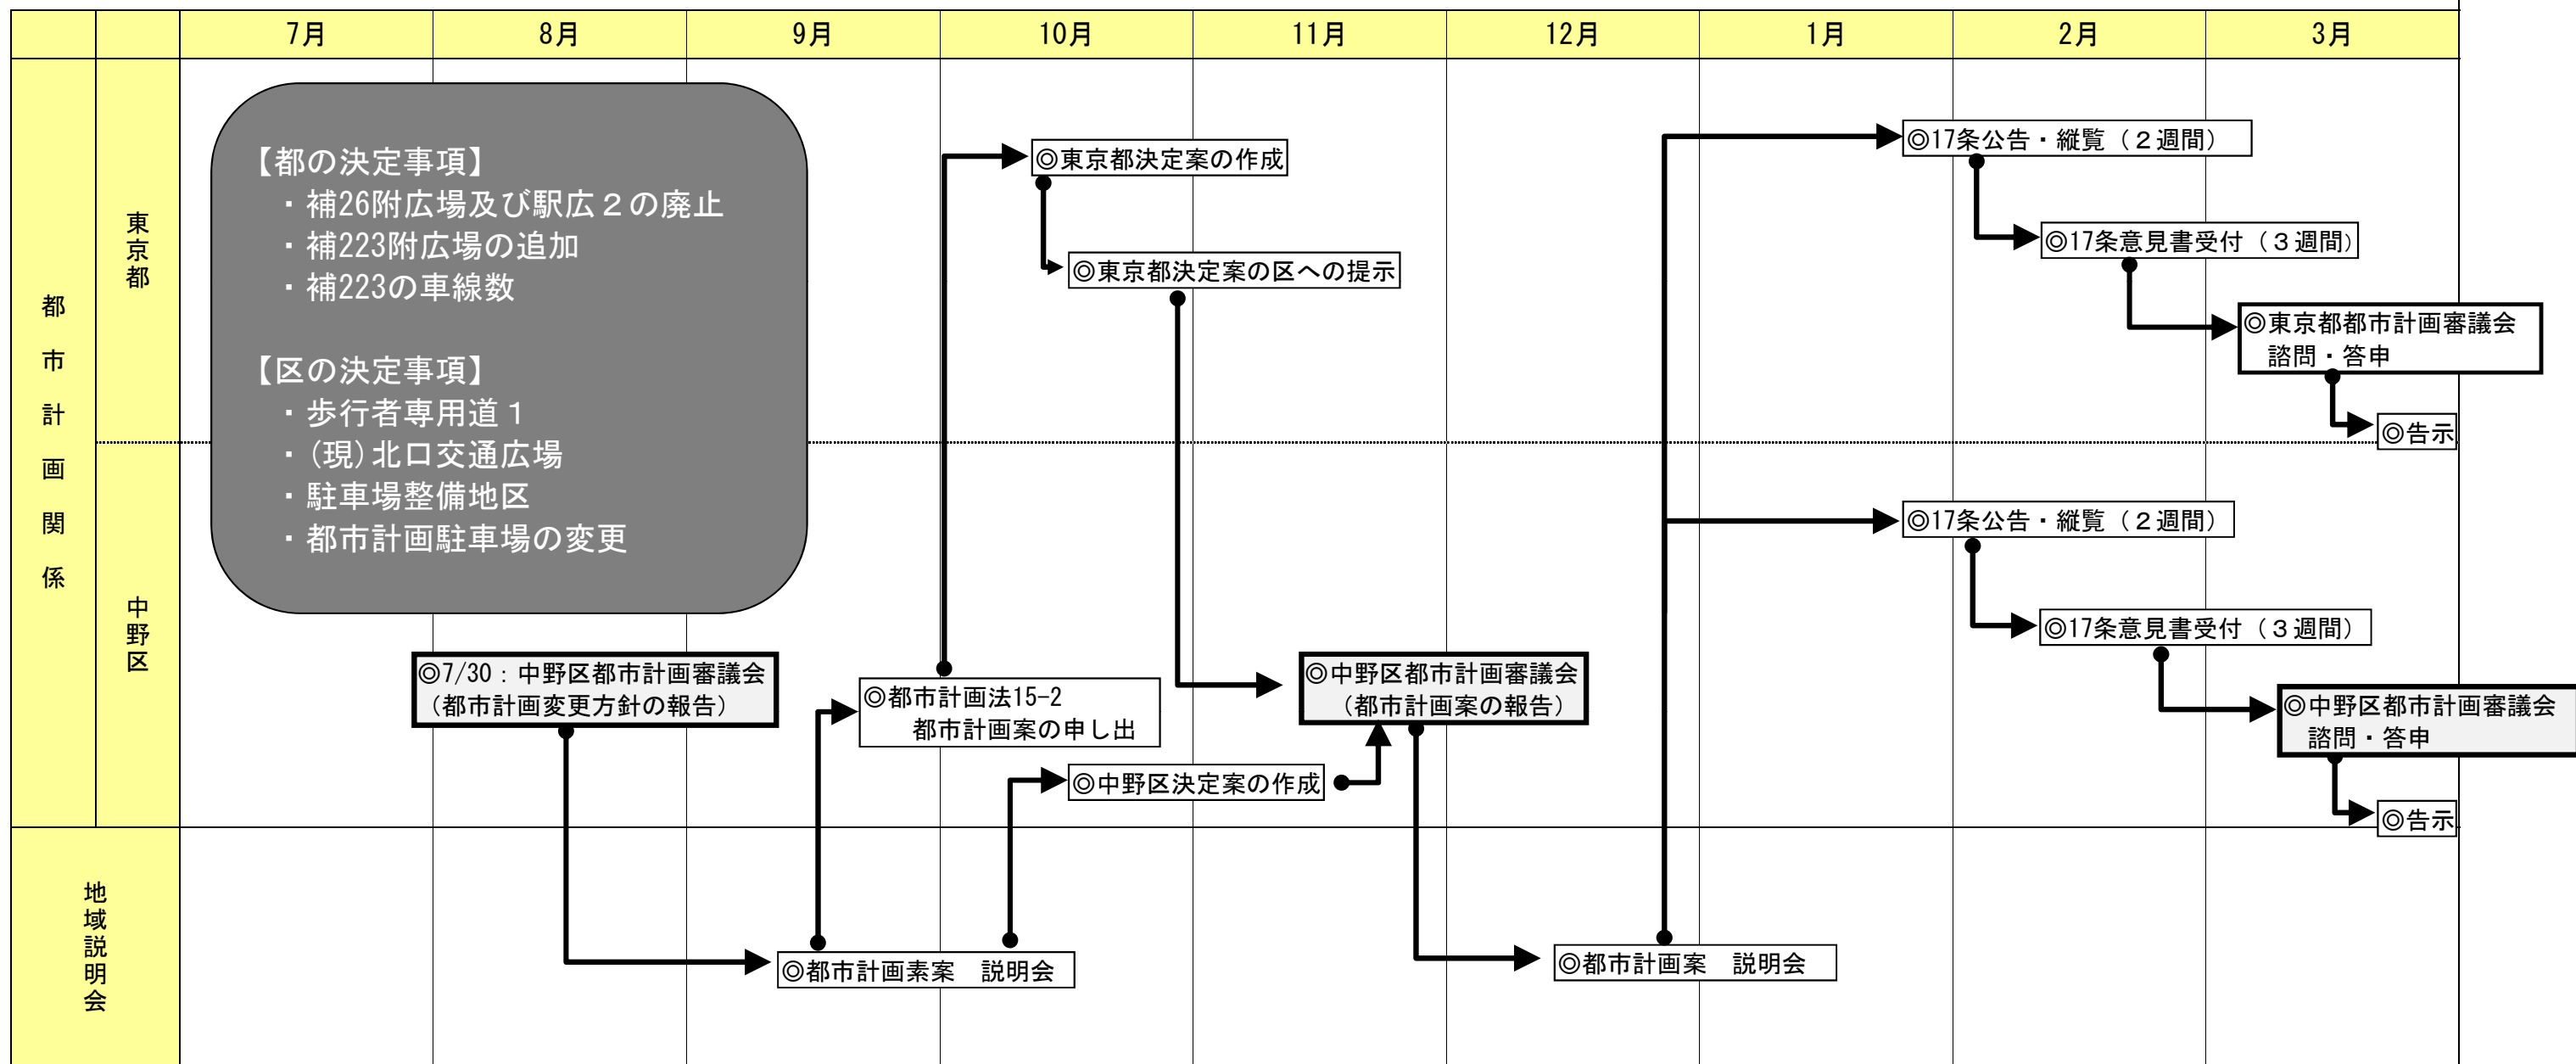 7月
8月
9月
10月
11月
12月
1月
2月
3月
都市計画関係
東京都
中野区
地域説明会
【都の決定事項】
・補26附広場及び駅広２の廃止
・補223附広場の追加
・補223の車線数
【区の決定事項】
・歩行者専用道１
・(現)北口交通広場
・駐車場整備地区
・都市計画駐車場の変更
◎東京都決定案の作成
◎東京都決定案の区への提示
◎17条公告・縦覧（２週間）
◎17条意見書受付（３週間）
◎東京都都市計画審議会
諮問・答申
◎告示
◎7/30：中野区都市計画審議会
（都市計画変更方針の報告）
◎都市計画法15-2
都市計画案の申し出
◎中野区決定案の作成
◎中野区都市計画審議会
（都市計画案の報告）
◎17条公告・縦覧（２週間）
◎17条意見書受付（３週間）
◎中野区都市計画審議会
諮問・答申
◎告示
◎都市計画素案　説明会
◎都市計画案　説明会